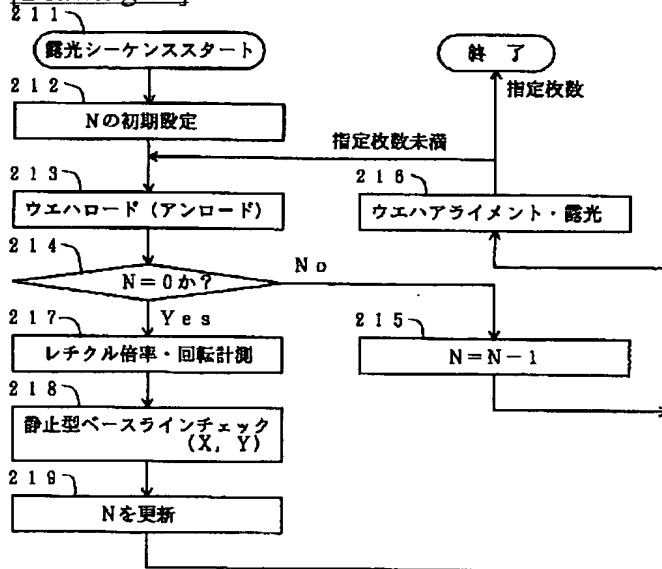 211
露光シーケンススタート
終 了
指定枚数
212
Nの初期設定
指定枚数未満
213
216
ウエハロード (アンロード)
ウエハアライメント・露光
214
N=0か?
No
217
Yes
215
レチクル倍率・回転計測
N=N-1
218
静止型ベースラインチェック
(X, Y)
219
Nを更新